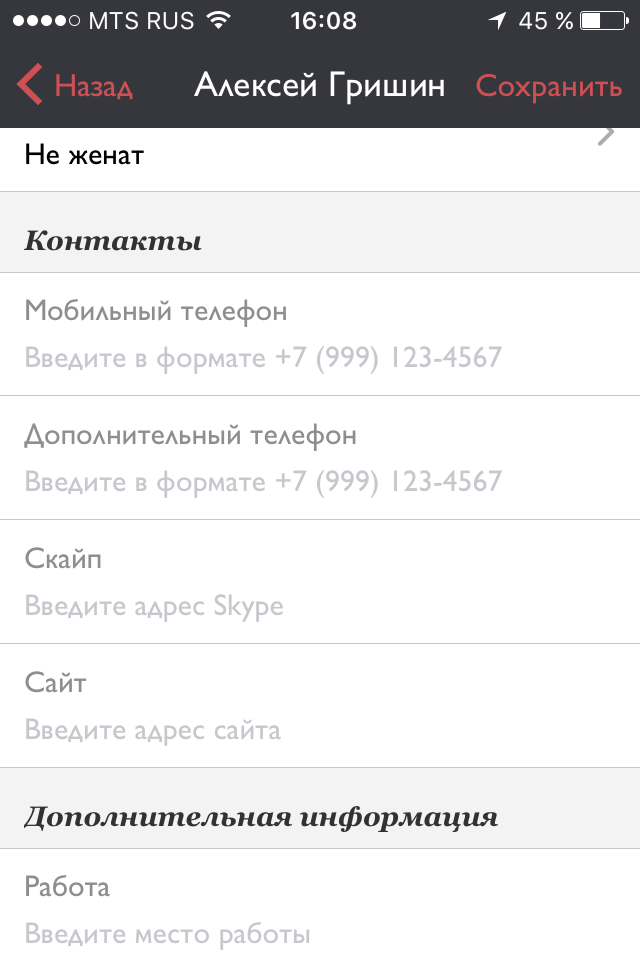 MTS RUS 16:08 45 %
Назад Алексей Гришин Сохранить
Не женат
Контакты
Мобильный телефон
Введите в формате +7 (999) 123-4567
Дополнительный телефон
Введите в формате +7 (999) 123-4567
Скайп
Введите адрес Skype
Сайт
Введите адрес сайта
Дополнительная информация
Работа
Введите место работы